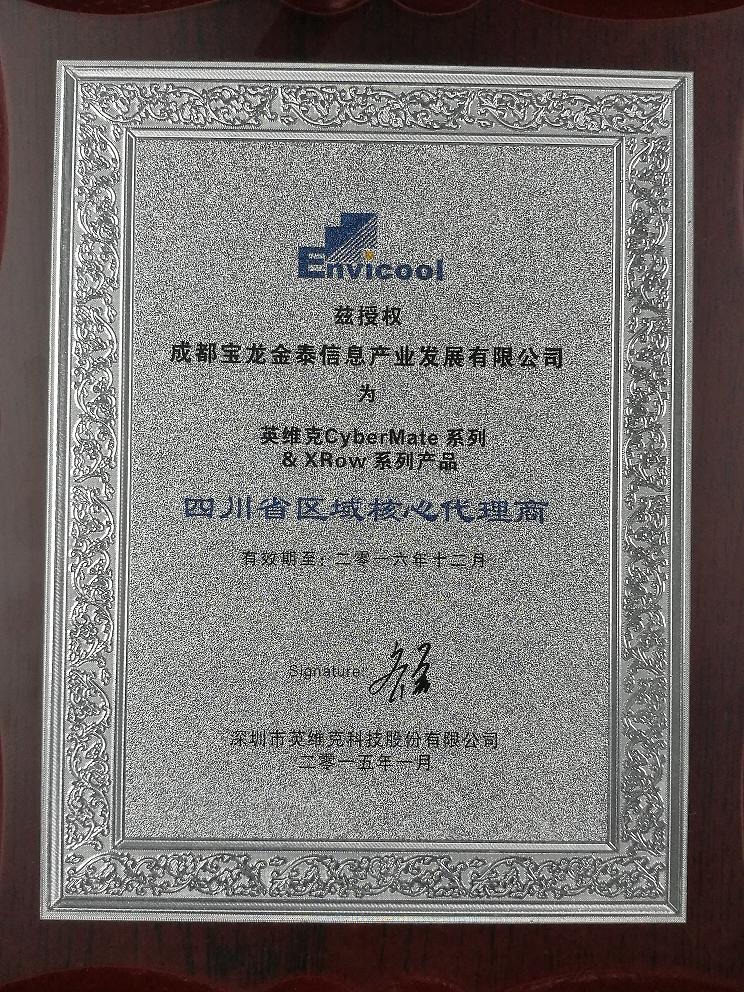 Envicool
兹授权
成都宝龙金泰信息产业发展有限公司
为
英维克CyberMate 系列
& XRow 系列产品
四川省区域核心代理商
有效期至：二零一六年十二月
Signature:
深圳市英维克科技股份有限公司
二零一五年一月